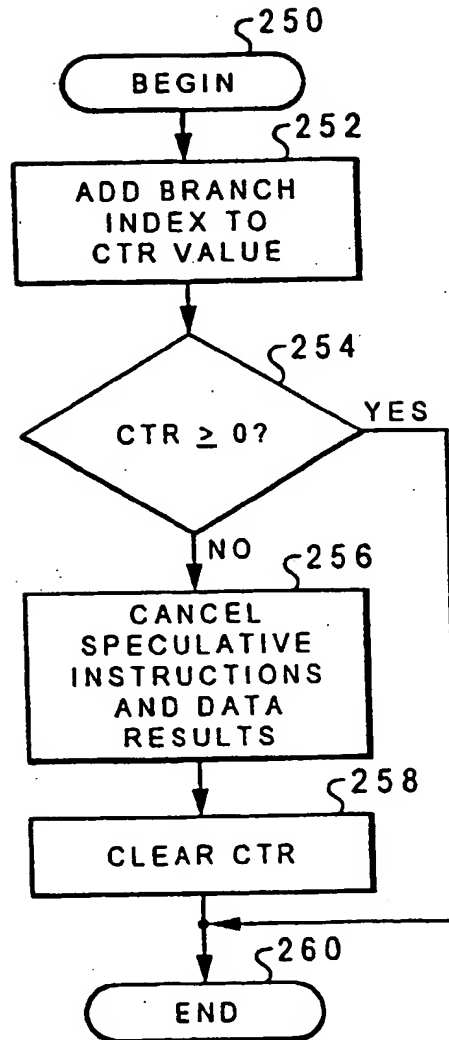 250
BEGIN
252
ADD BRANCH
INDEX TO
CTR VALUE
254
CTR ≥ 0?
YES
NO
256
CANCEL
SPECULATIVE
INSTRUCTIONS
AND DATA
RESULTS
258
CLEAR CTR
260
END